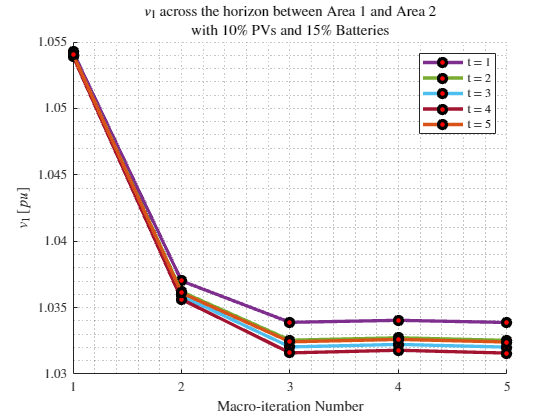 v₁ across the horizon between Area 1 and Area 2
with 10% PVs and 15% Batteries
1.055
1.05
1.045
1.04
1.035
1.03
v₁ [pu]
t = 1
t = 2
t = 3
t = 4
t = 5
1 2 3 4 5
Macro-iteration Number